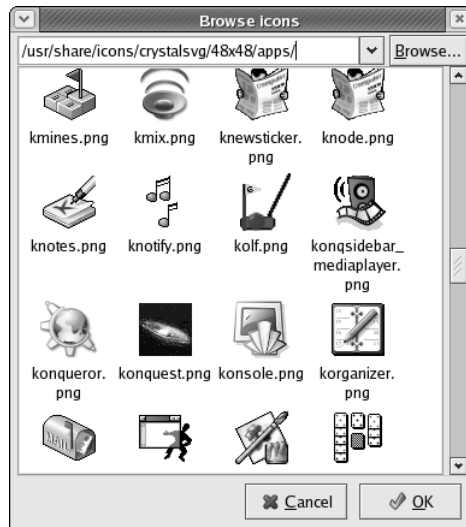 Browse icons
/usr/share/icons/crystalsvg/48x48/apps/
Browse...
kmines.png
kmix.png
knewsticker.
png
knode.png
knotes.png
knotify.png
kolf.png
konqsidebar_
mediaplayer.
png
konqueror.
png
konquest.png
konsole.png
korganizer.
png
MAIL
Cancel
OK